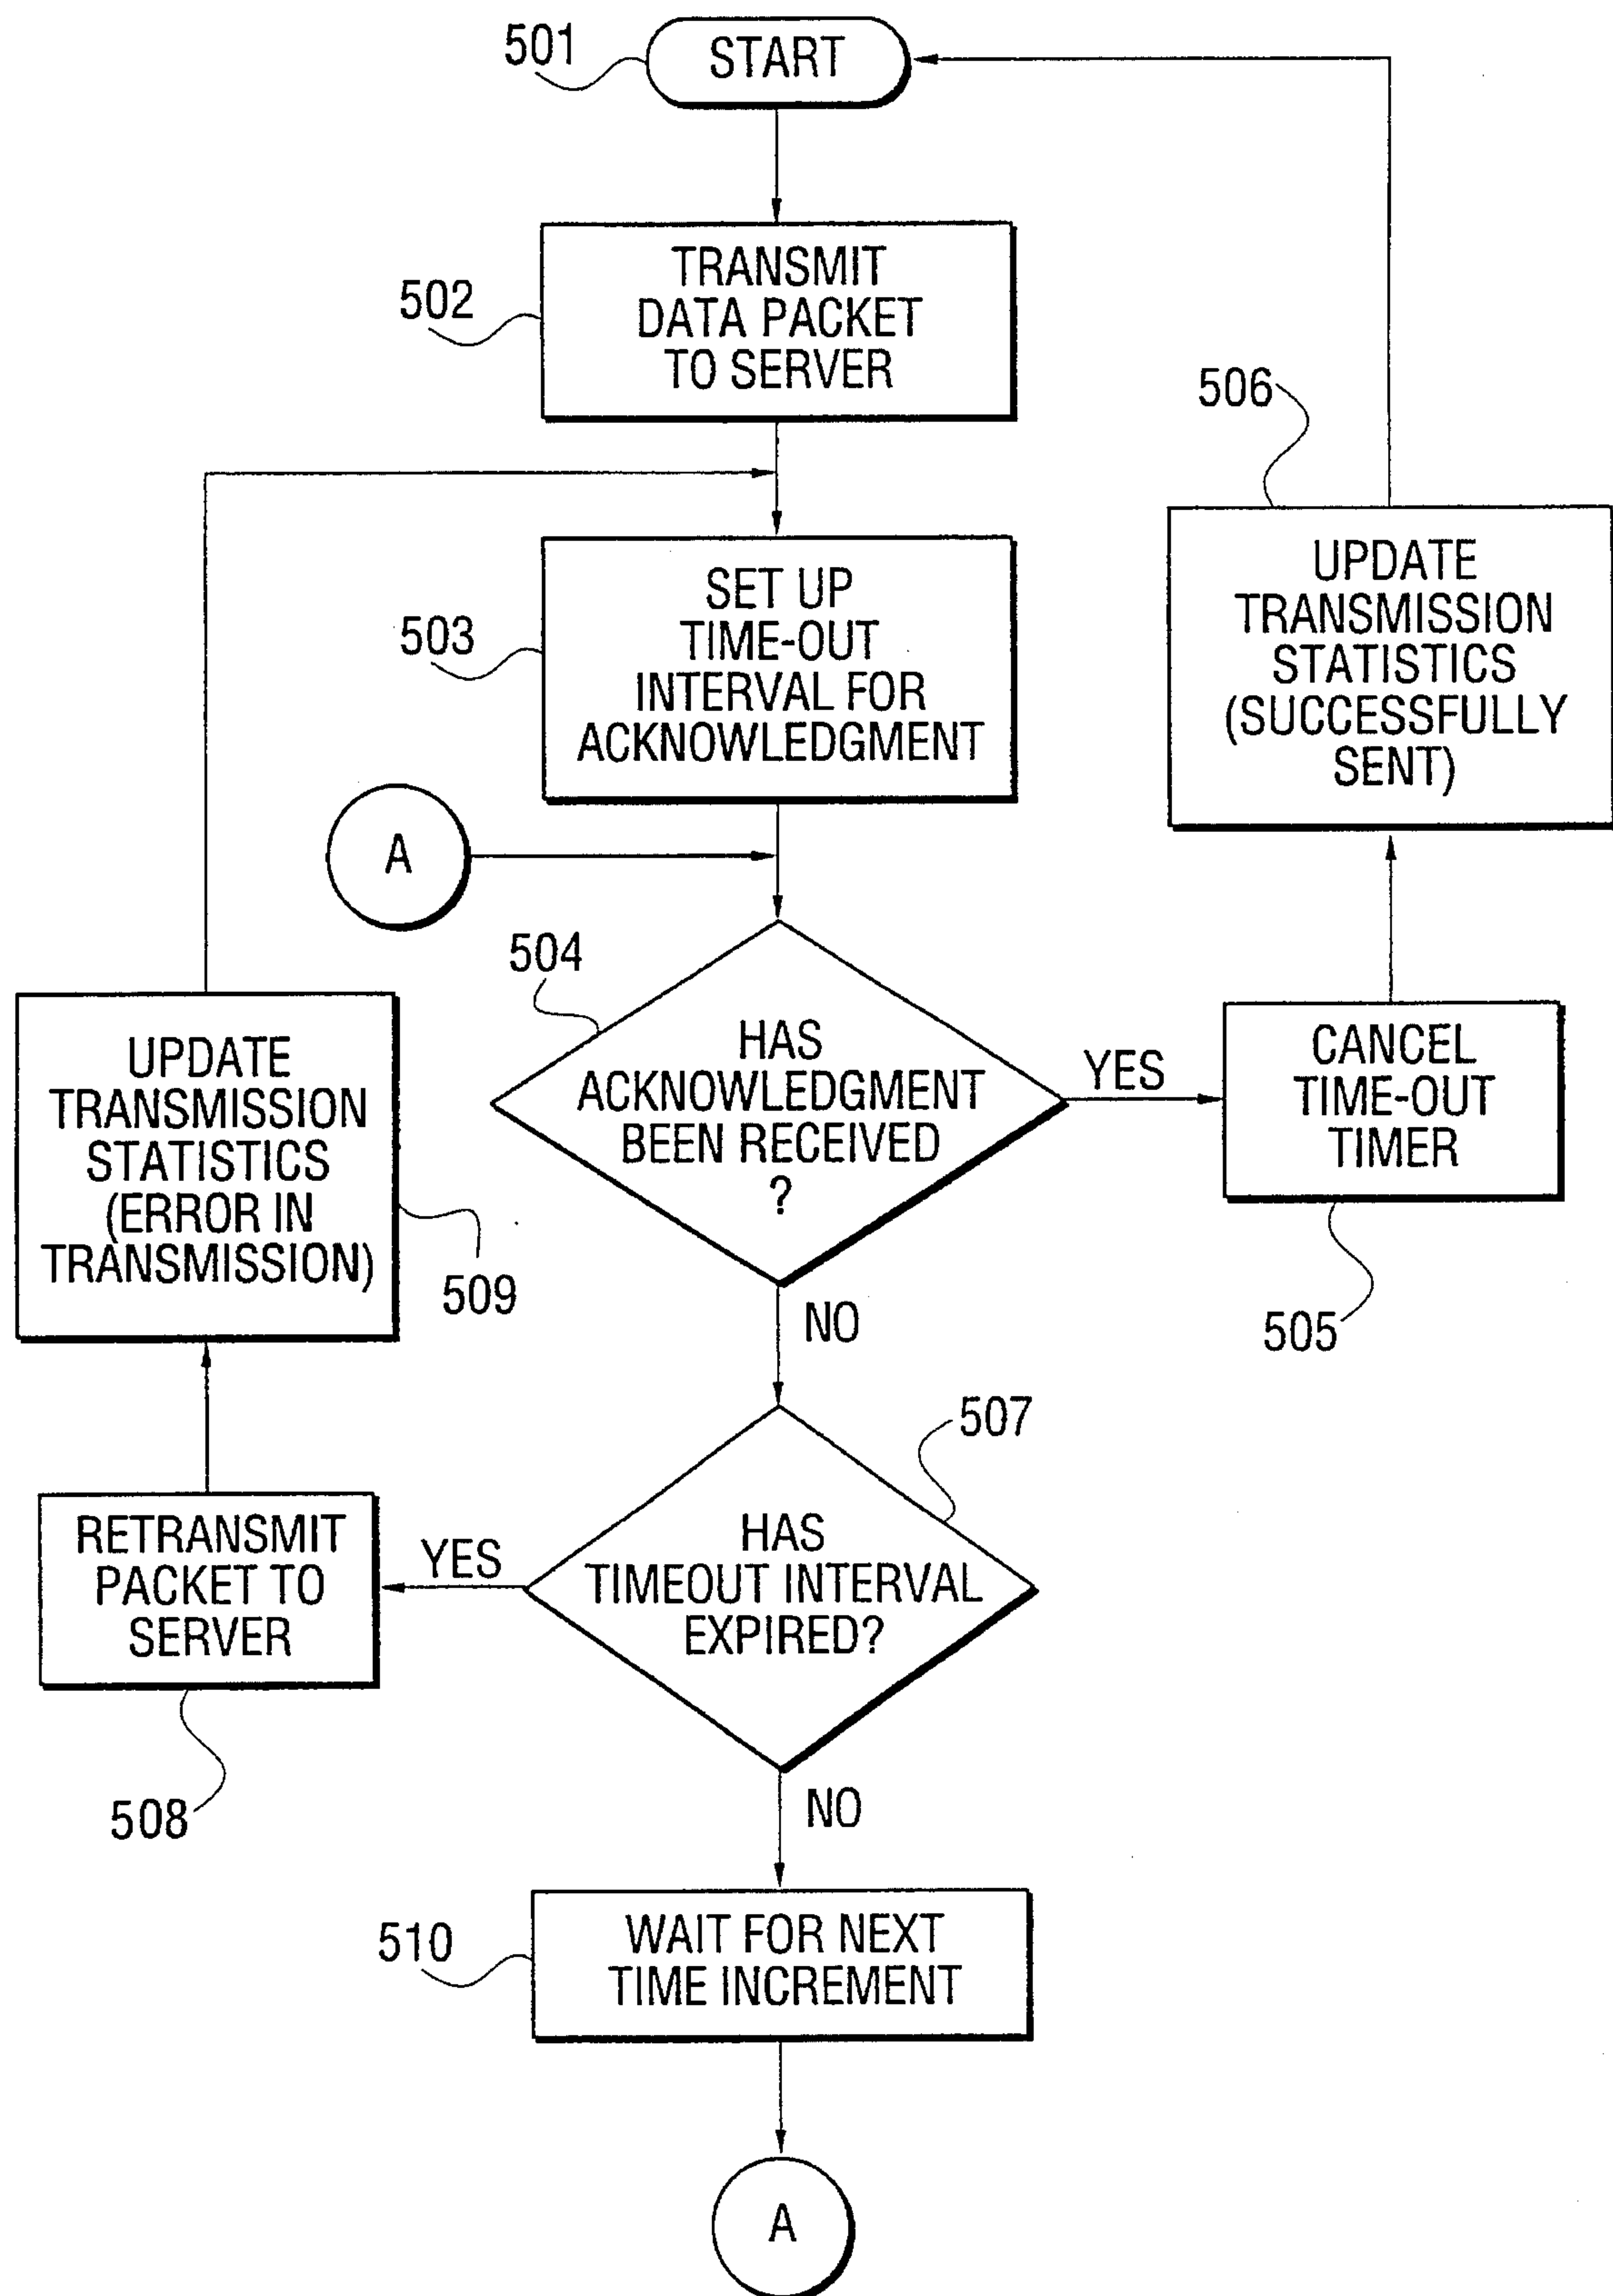 501
START
502
TRANSMIT
DATA PACKET
TO SERVER
506
503
SET UP
TIME-OUT
INTERVAL FOR
ACKNOWLEDGMENT
UPDATE
TRANSMISSION
STATISTICS
(SUCCESSFULLY
SENT)
A
504
HAS
ACKNOWLEDGMENT
BEEN RECEIVED
?
YES
CANCEL
TIME-OUT
TIMER
505
UPDATE
TRANSMISSION
STATISTICS
(ERROR IN
TRANSMISSION)
509
NO
507
HAS
TIMEOUT INTERVAL
EXPIRED?
YES
RETRANSMIT
PACKET TO
SERVER
508
NO
510
WAIT FOR NEXT
TIME INCREMENT
A